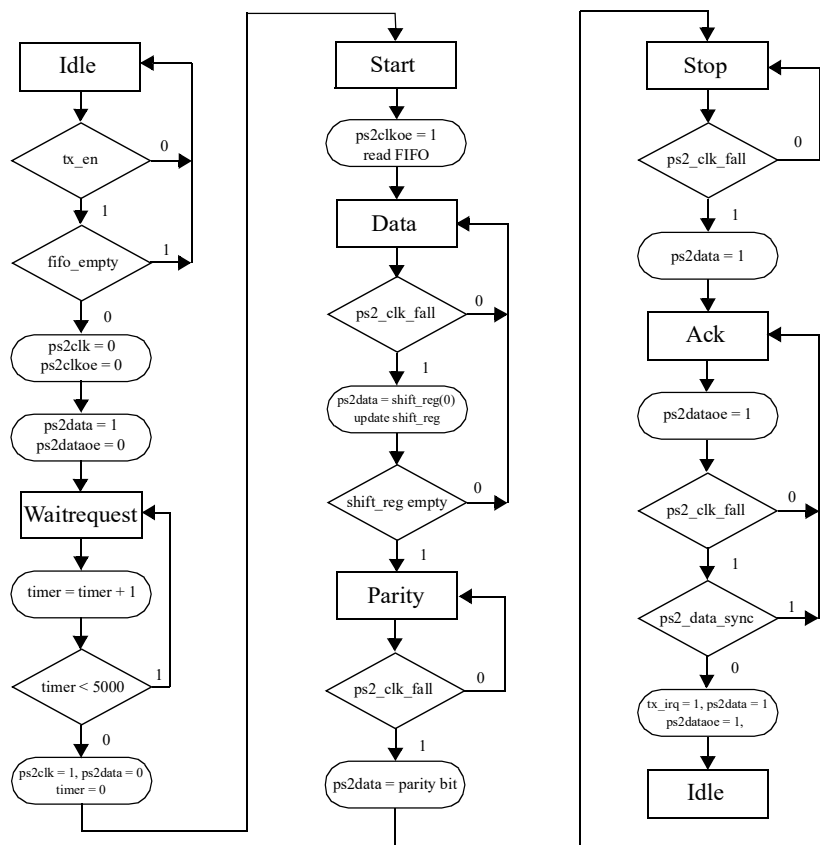 Idle
tx_en
0
1
fifo_empty
1
0
ps2clk = 0
ps2clkoe = 0
ps2data = 1
ps2dataoe = 0
Waitrequest
timer = timer + 1
timer < 5000
1
0
ps2clk = 1, ps2data = 0
timer = 0
Start
ps2clkoe = 1
read FIFO
Data
ps2_clk_fall
0
1
ps2data = shift_reg(0)
update shift_reg
shift_reg empty
0
1
Parity
ps2_clk_fall
0
1
ps2data = parity bit
Stop
ps2_clk_fall
0
1
ps2data = 1
Ack
ps2dataoe = 1
ps2_clk_fall
0
1
ps2_data_sync
1
0
tx_irq = 1, ps2data = 1
ps2dataoe = 1,
Idle